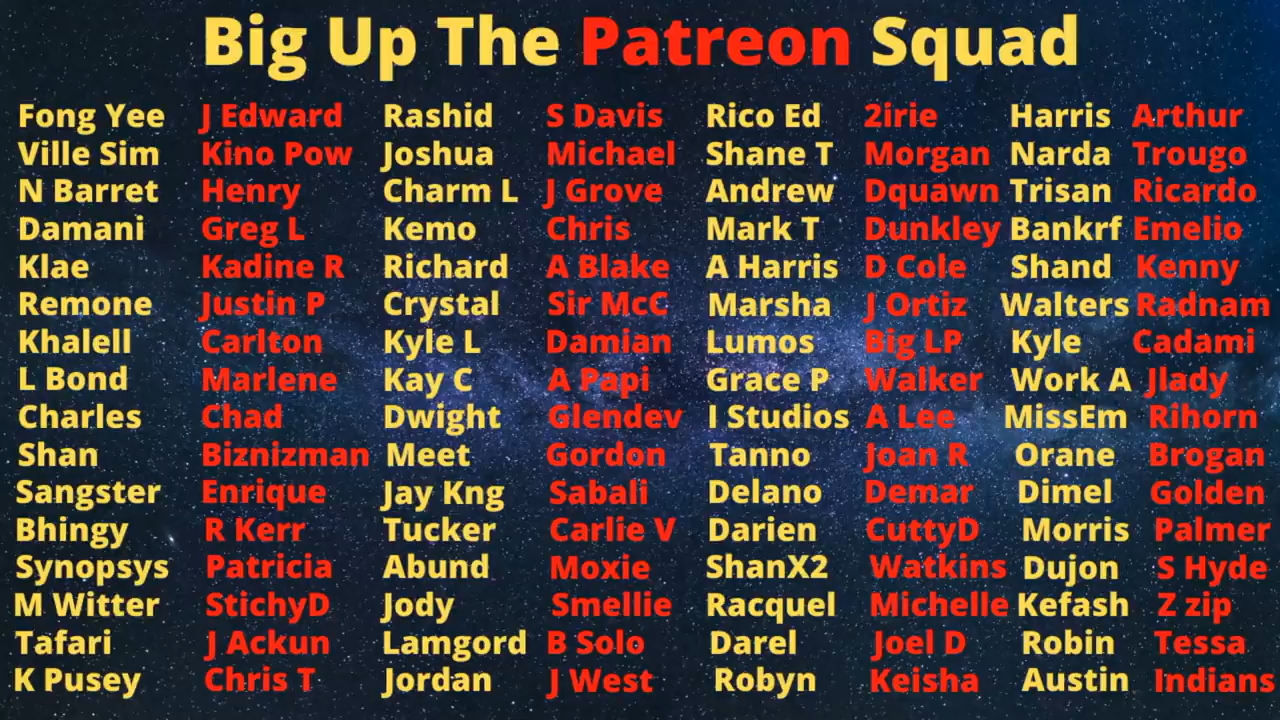 Big Up The Patreon Squad
Fong Yee J Edward Rashid S Davis Rico Ed 2irie Harris Arthur
Ville Sim Kino Pow Joshua Michael Shane T Morgan Narda Trougo
N Barret Henry Charm L J Grove Andrew Dquawn Trisan Ricardo
Damani Greg L Kemo Chris Mark T Dunkley Bankrf Emelio
Klae Kadine R Richard A Blake A Harris D Cole Shand Kenny
Remone Justin P Crystal Sir McC Marsha J Ortiz Walters Radnam
Khalell Carlton Kyle L Damian Lumos Big LP Kyle Cadami
L Bond Marlene Kay C A Papi Grace P Walker Work A Jlady
Charles Chad Dwight Glendev I Studios A Lee MissEm Rihorn
Shan Biznizman Meet Gordon Tanno Joan R Orane Brogan
Sangster Enrique Jay Kng Sabali Delano Demar Dimel Golden
Bhingy R Kerr Tucker Carlie V Darien CuttyD Morris Palmer
Synopsys Patricia Abund Moxie ShanX2 Watkins Dujon S Hyde
M Witter StichyD Jody Smellie Racquel Michelle Kefash Z zip
Tafari J Ackun Lamgord B Solo Darel Joel D Robin Tessa
K Pusey Chris T Jordan J West Robyn Keisha Austin Indians